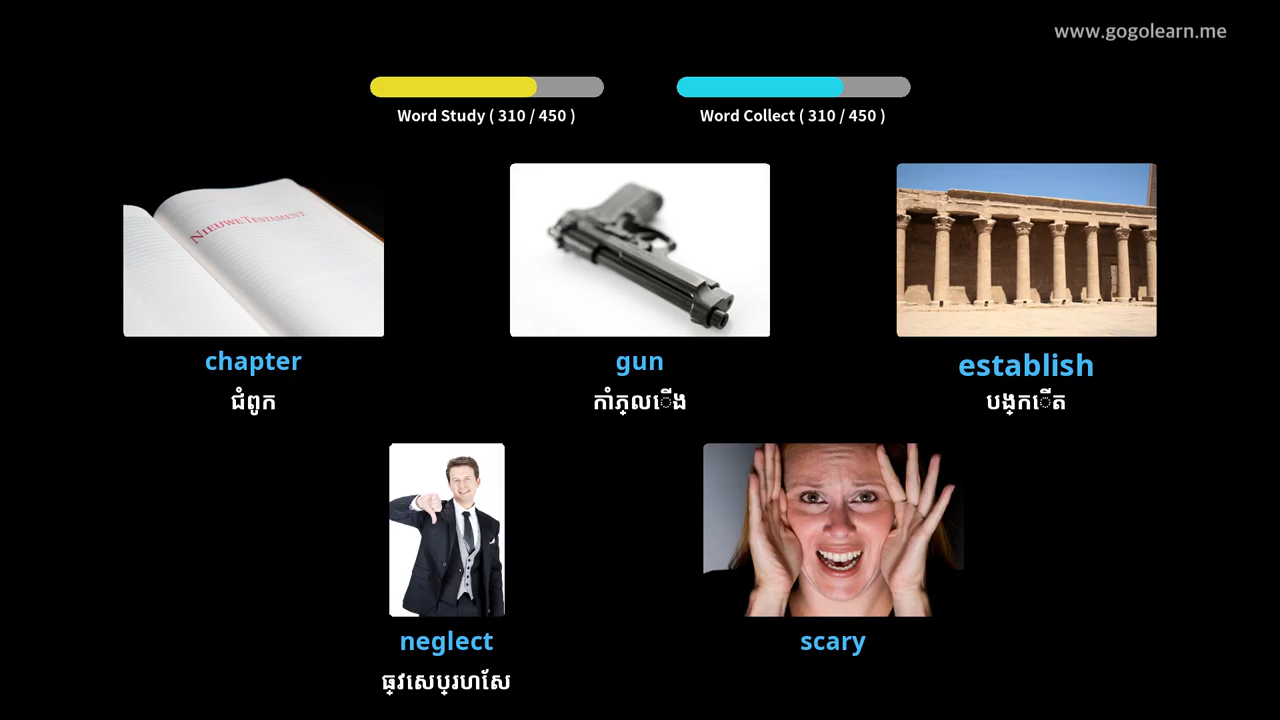 www.gogolearn.me
Word Study ( 310 / 450 )
Word Collect ( 310 / 450 )
NIEUWE TESTAMENT
chapter
gun
establish
ជំពូក
កាំភ្លើង
បង្កើត
neglect
scary
ធ្វេសប្រហែស